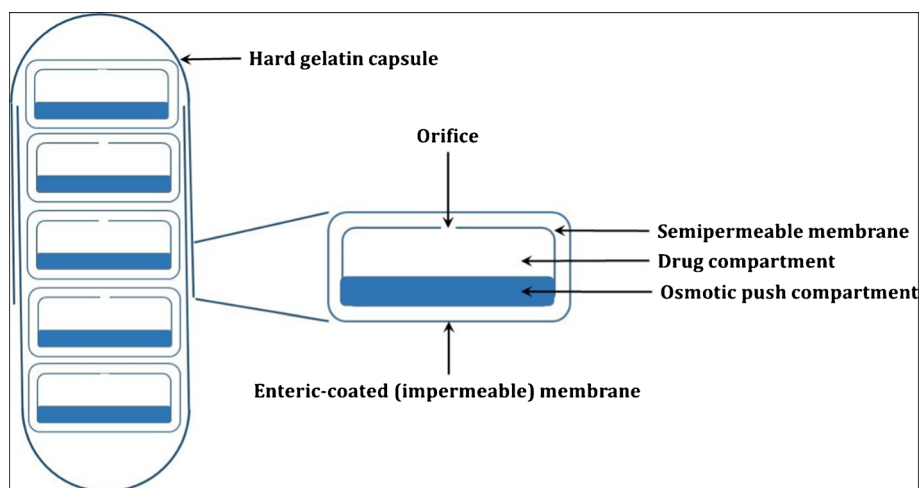 Hard gelatin capsule
Orifice
Semipermeable membrane
Drug compartment
Osmotic push compartment
Enteric-coated (impermeable) membrane